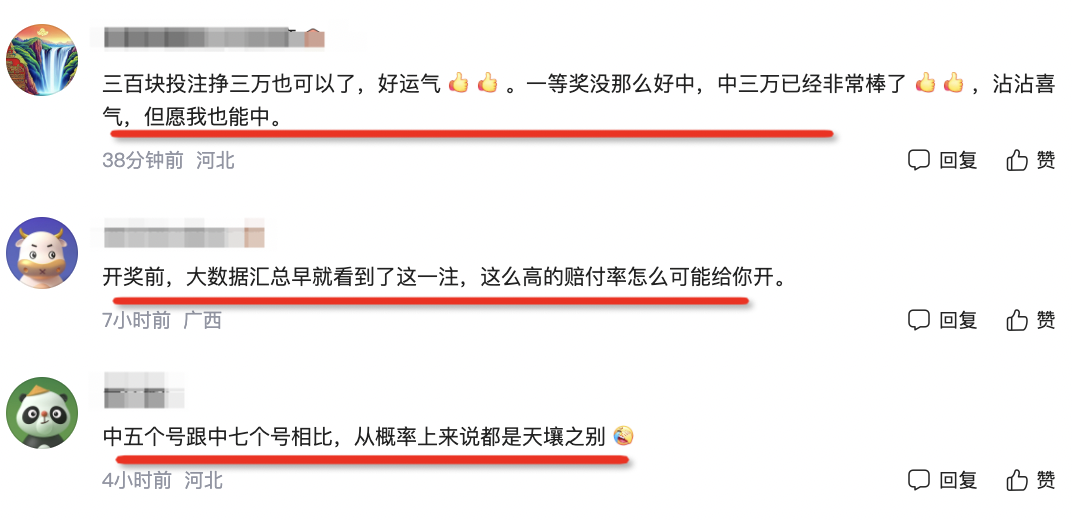 三百块投注挣三万也可以了，好运气👍👍。一等奖没那么好中，中三万已经非常棒了👍👍，沾沾喜
气，但愿我也能中。
38分钟前 河北 回复 赞
开奖前，大数据汇总早就看到了这一注，这么高的赔付率怎么可能给你开。
7小时前 广西 回复 赞
中五个号跟中七个号相比，从概率上来说都是天壤之别🤣
4小时前 河北 回复 赞